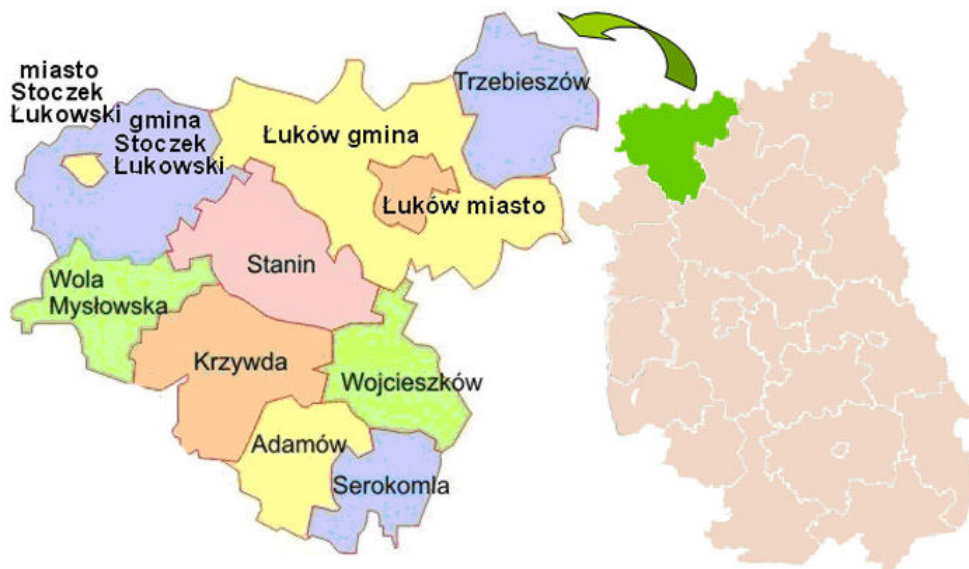 miasto
Stoczek
Łukowski
gmina
Stoczek
Łukowski
Łuków gmina
Trzebieszów
Łuków miasto
Stanin
Wola
Mysłowska
Krzywda
Wojcieszków
Adamów
Serokomla